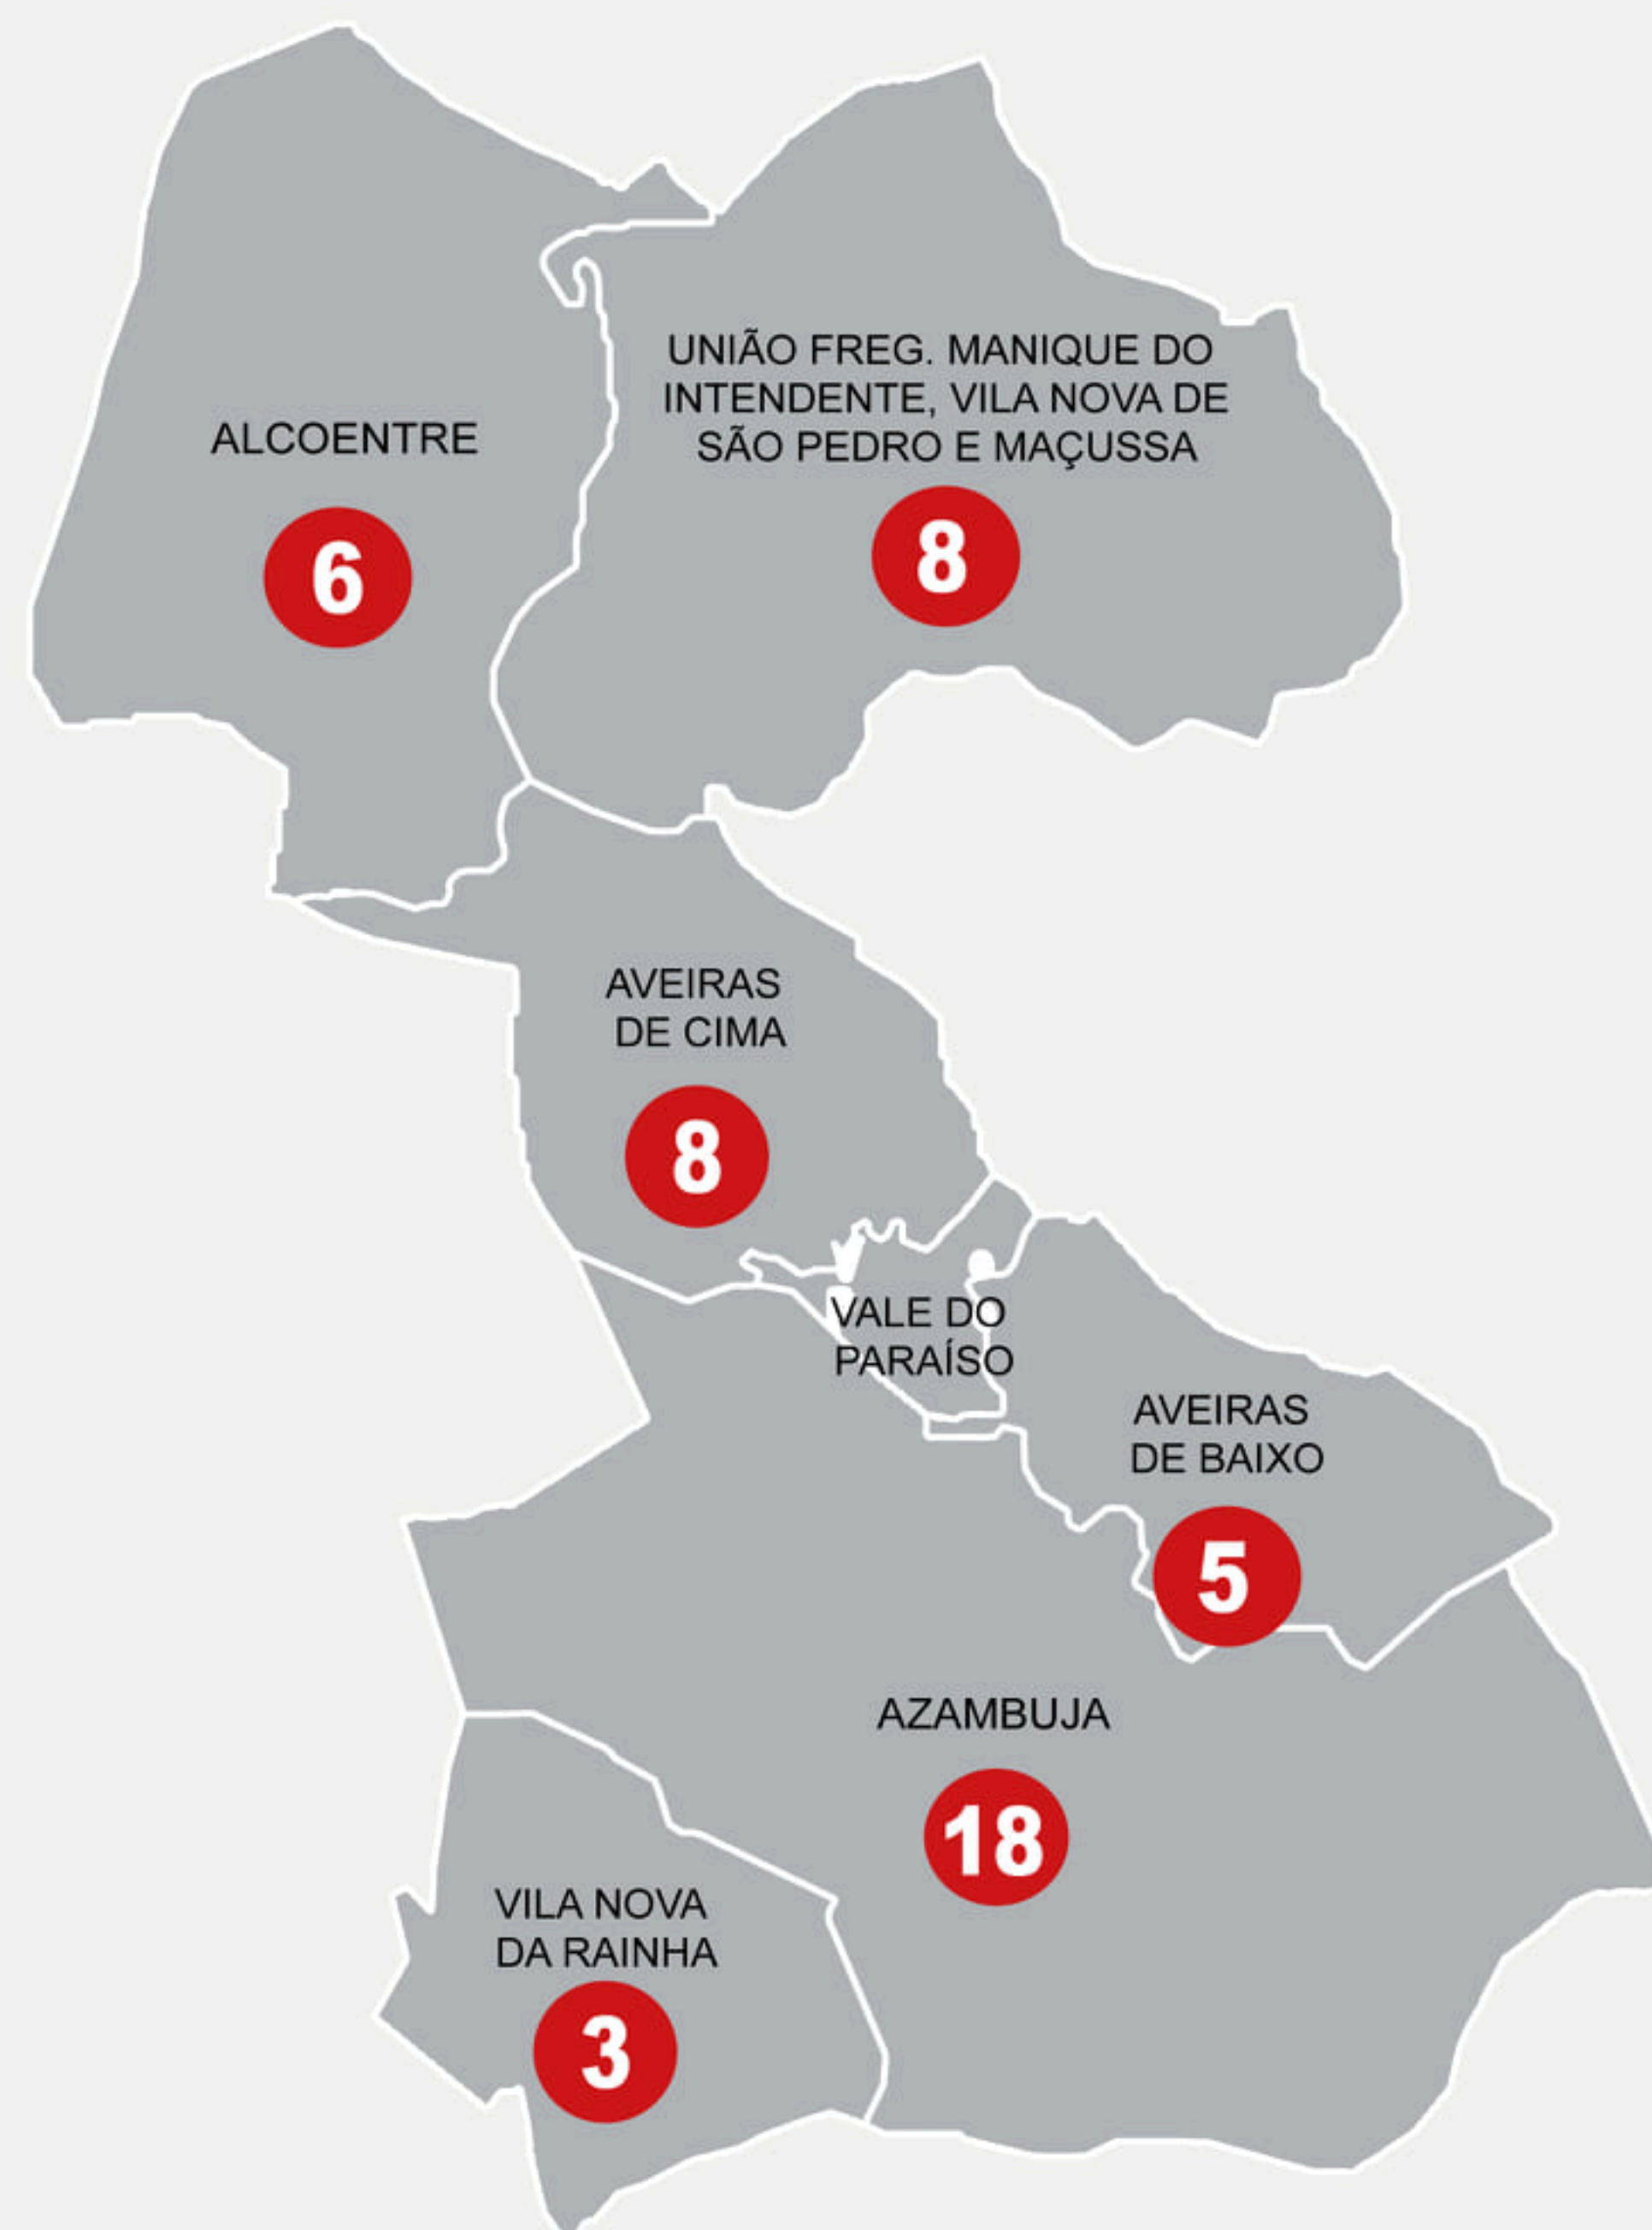 UNIÃO FREG. MANIQUE DO
INTENDENTE, VILA NOVA DE
SÃO PEDRO E MAÇUSSA
8
ALCOENTRE
6
AVEIRAS
DE CIMA
8
VALE DO
PARAÍSO
AVEIRAS
DE BAIXO
5
AZAMBUJA
18
VILA NOVA
DA RAINHA
3